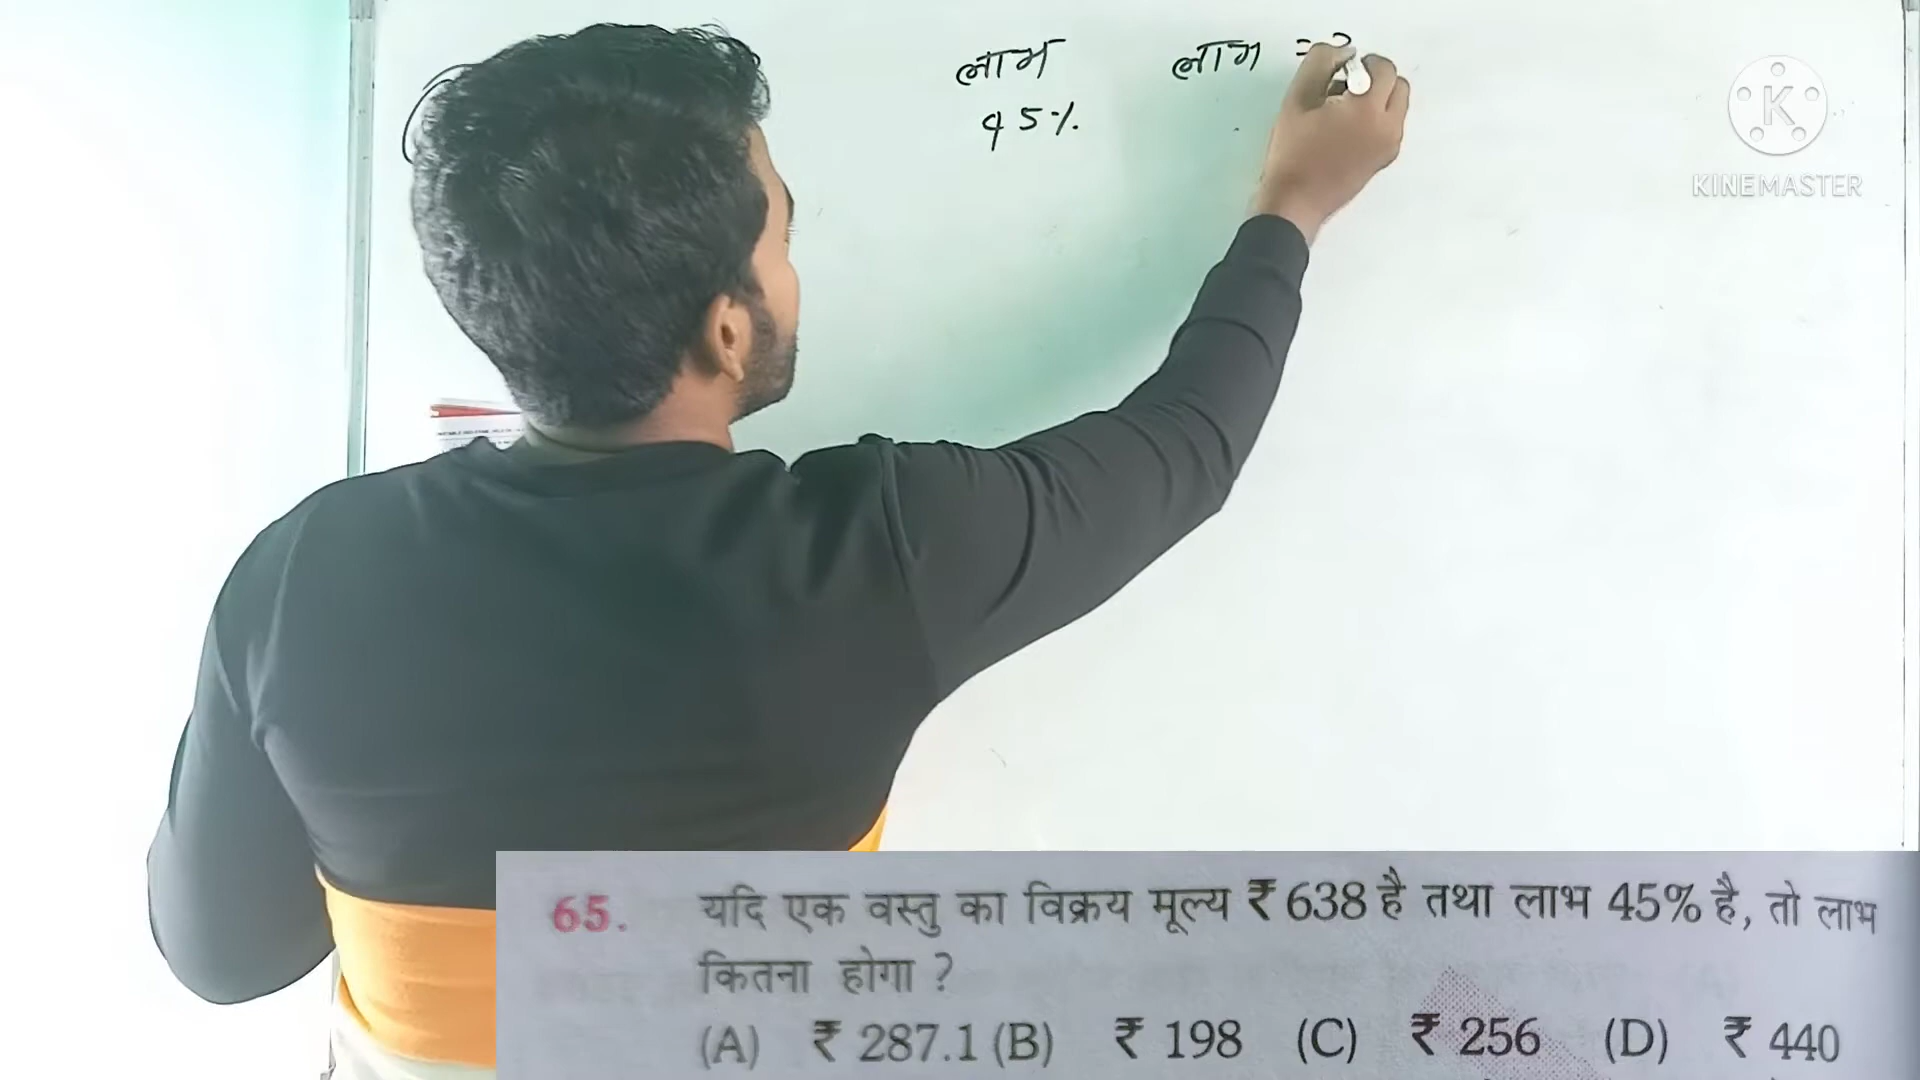 लाभ लाभ = ?
45%
KINEMASTER
65. यदि एक वस्तु का विक्रय मूल्य ₹ 638 है तथा लाभ 45% है, तो लाभ
कितना होगा ?
(A) ₹ 287.1 (B) ₹ 198 (C) ₹ 256 (D) ₹ 440